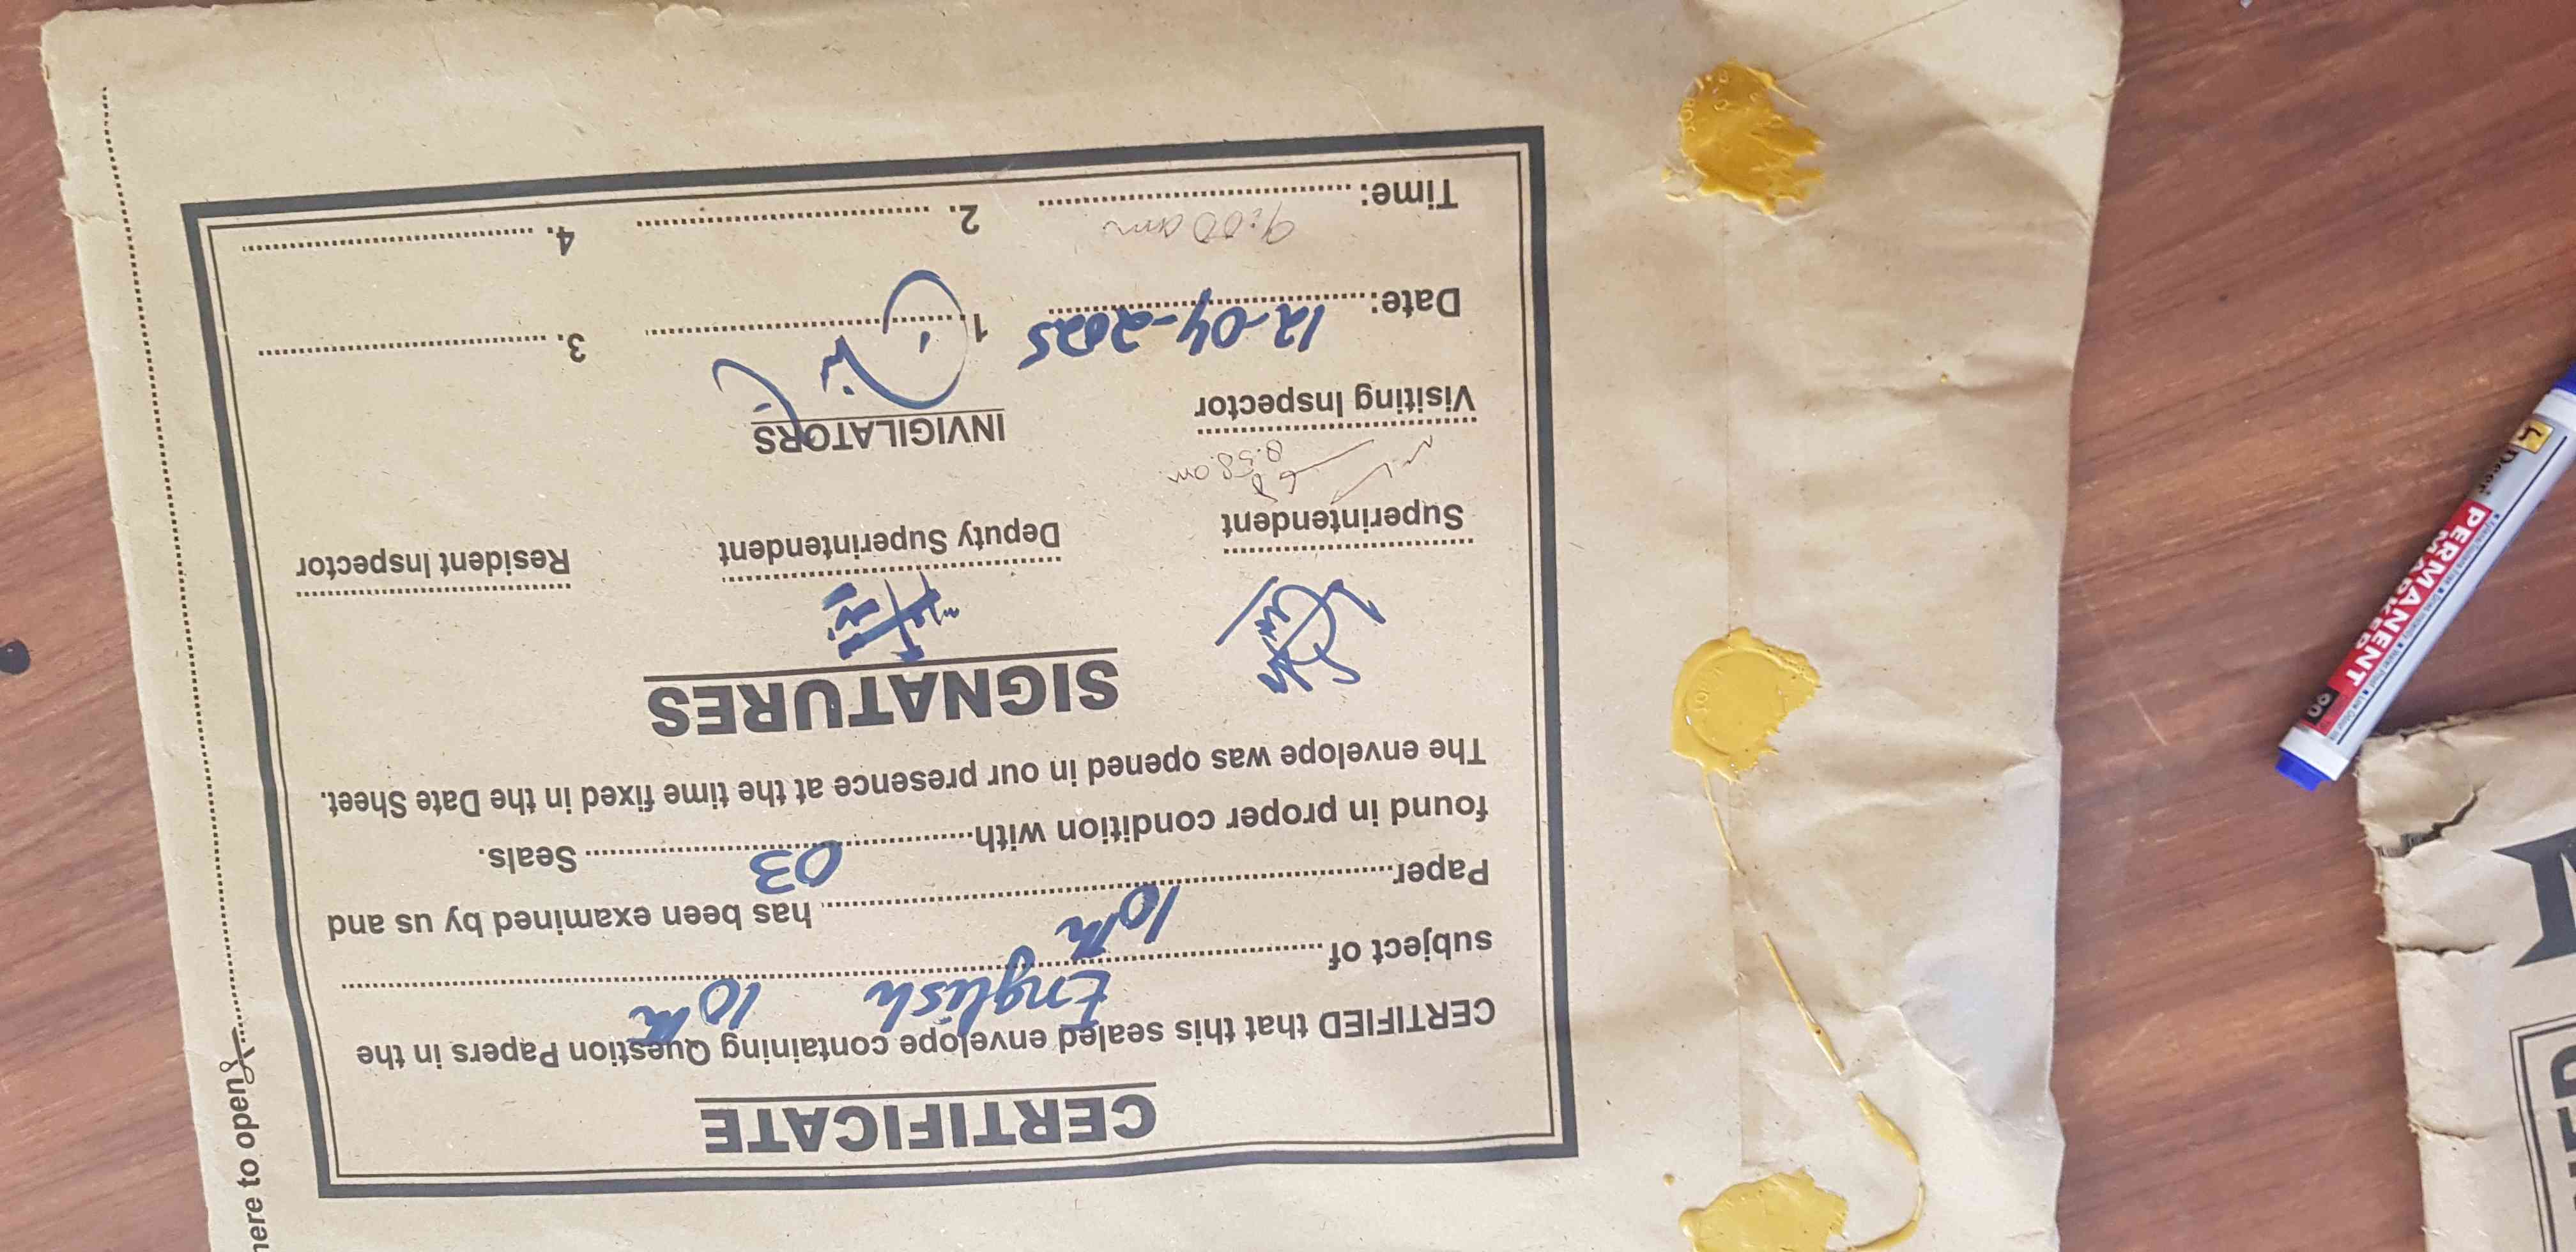 CERTIFICATE
CERTIFIED that this sealed envelope containing Question Papers in the
subject of English 10th
Paper 10th has been examined by us and
found in proper condition with 03 Seals.
The envelope was opened in our presence at the time fixed in the Date Sheet.
SIGNATURES
Superintendent Deputy Superintendent Resident Inspector
8:58 am
Visiting Inspector INVIGILATORS
Date: 12-04-2025 1. 3.
Time: 9:00 am 2. 4.
here to open
Deer
PERMANENT
MARKER
90